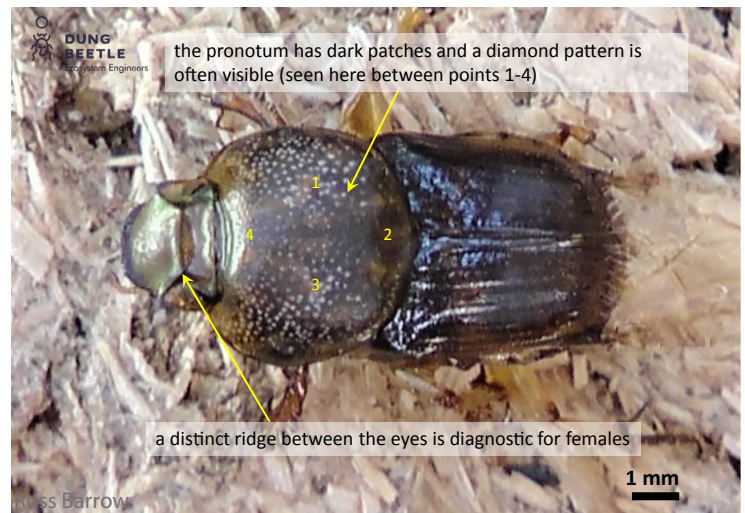 DUNG
BEETLE
Ecosystem Engineers
the pronotum has dark patches and a diamond pattern is
often visible (seen here between points 1-4)
1
4
2
3
a distinct ridge between the eyes is diagnostic for females
1 mm
Russ Barrow